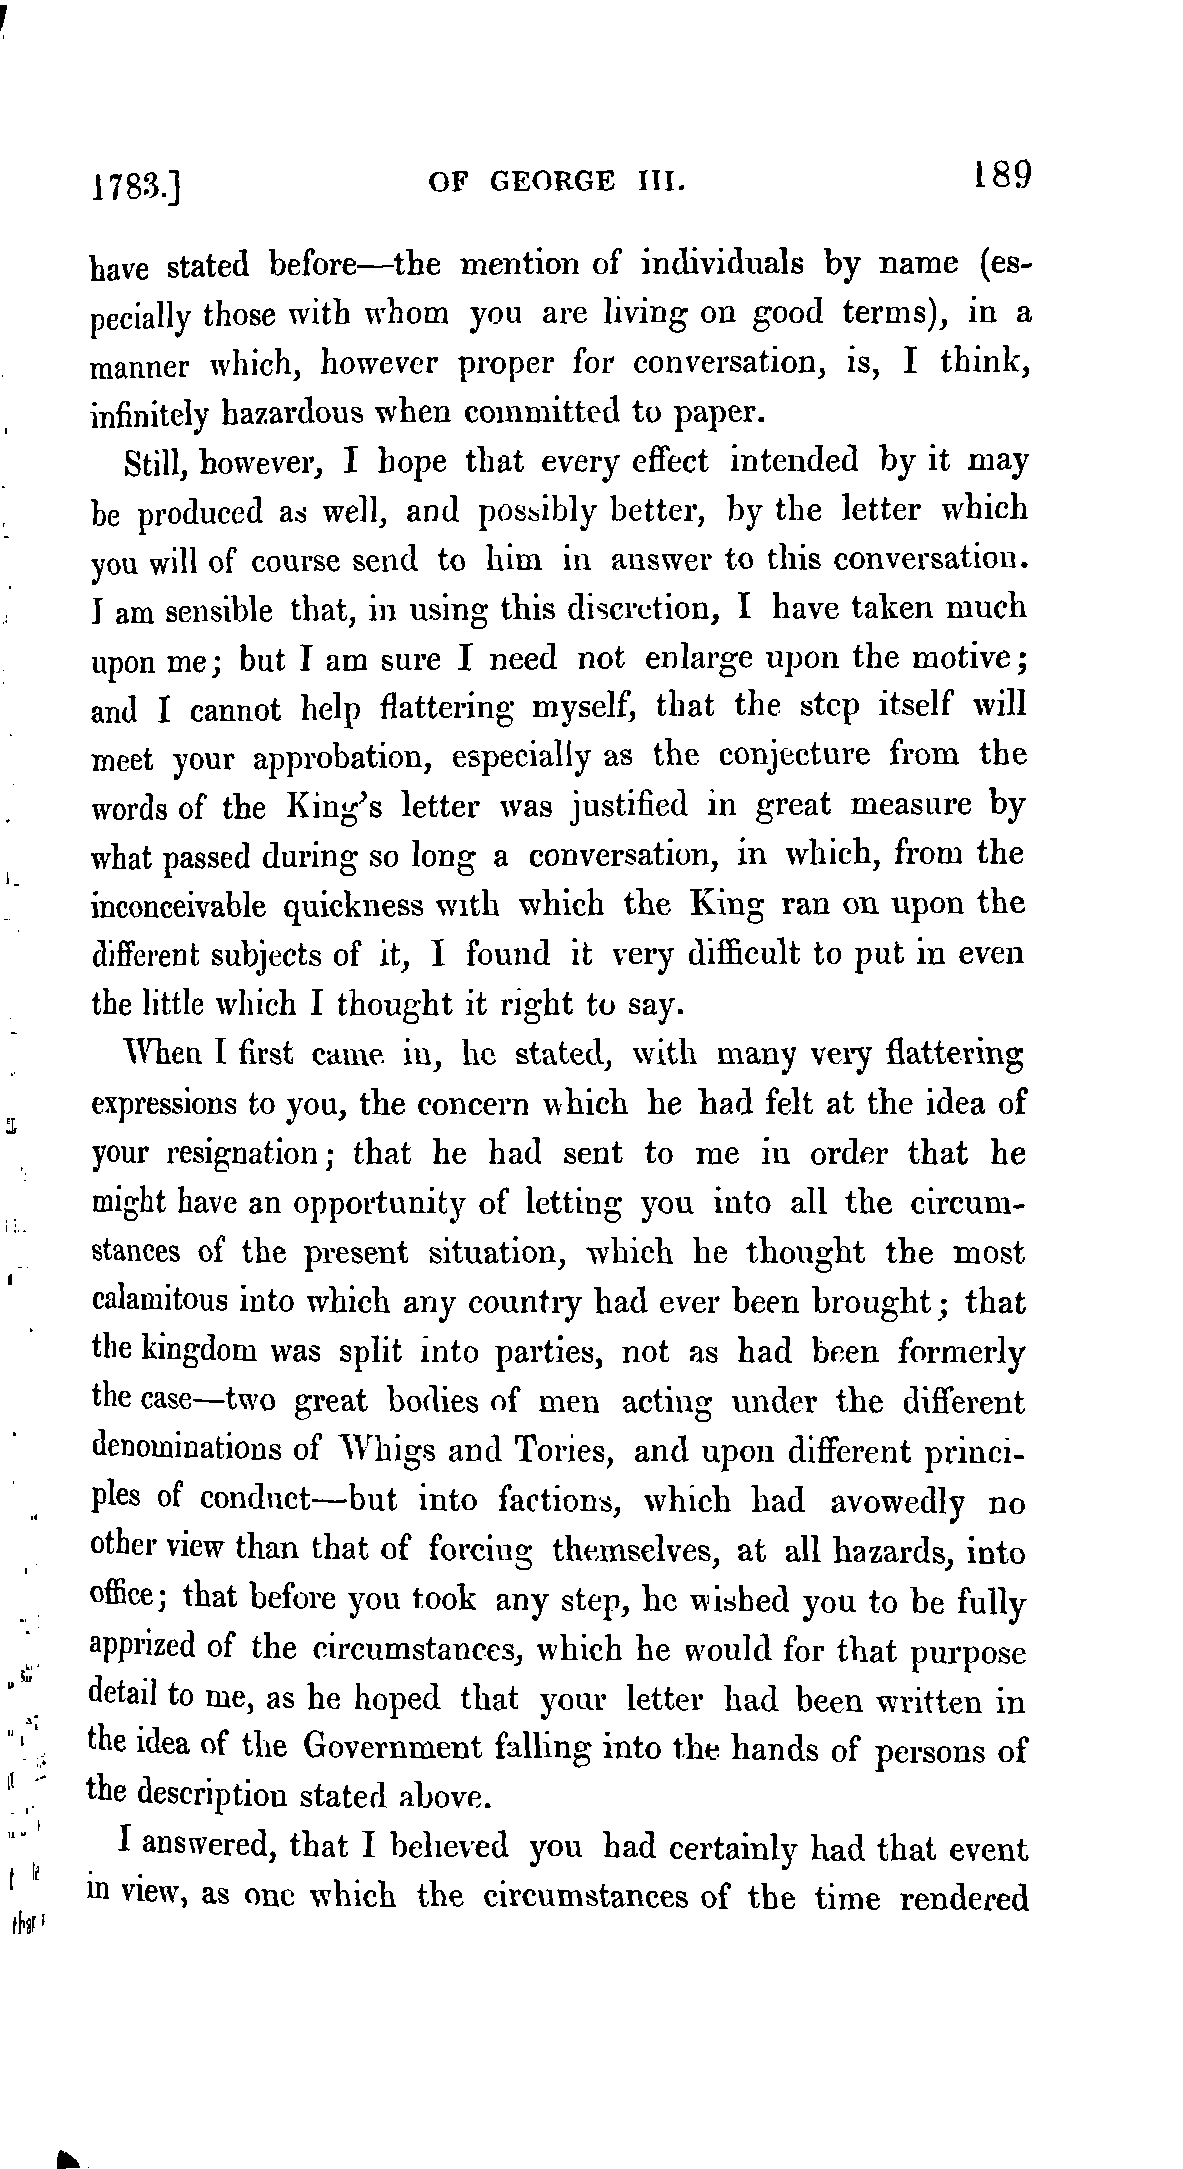 1783.] OF GEORGE III. 189
have stated before—the mention of individuals by name (es-
pecially those with whom you are living on good terms), in a
manner which, however proper for conversation, is, I think,
infinitely hazardous when committed to paper.
Still, however, I hope that every effect intended by it may
be produced as well, and possibly better, by the letter which
you will of course send to him in answer to this conversation.
I am sensible that, in using this discretion, I have taken much
upon me; but I am sure I need not enlarge upon the motive;
and I cannot help flattering myself, that the step itself will
meet your approbation, especially as the conjecture from the
words of the King's letter was justified in great measure by
what passed during so long a conversation, in which, from the
inconceivable quickness with which the King ran on upon the
different subjects of it, I found it very difficult to put in even
the little which I thought it right to say.
When I first came in, he stated, with many very flattering
expressions to you, the concern which he had felt at the idea of
your resignation; that he had sent to me in order that he
might have an opportunity of letting you into all the circum-
stances of the present situation, which he thought the most
calamitous into which any country had ever been brought; that
the kingdom was split into parties, not as had been formerly
the case—two great bodies of men acting under the different
denominations of Whigs and Tories, and upon different princi-
ples of conduct—but into factions, which had avowedly no
other view than that of forcing themselves, at all hazards, into
office; that before you took any step, he wished you to be fully
apprized of the circumstances, which he would for that purpose
detail to me, as he hoped that your letter had been written in
the idea of the Government falling into the hands of persons of
the description stated above.
I answered, that I believed you had certainly had that event
in view, as one which the circumstances of the time rendered